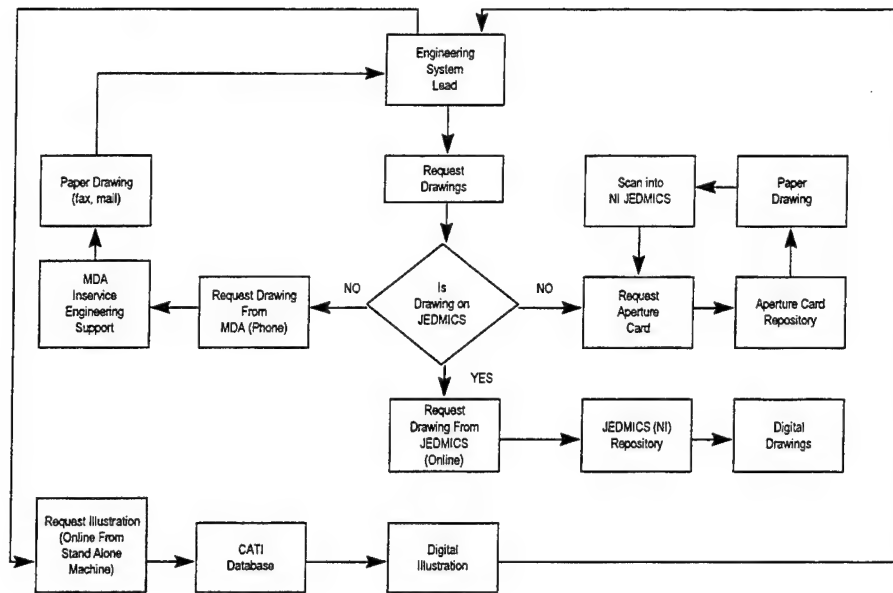 Engineering
System
Lead
Request
Drawings
Paper Drawing
(fax, mail)
Scan into
NI JEDMICS
Paper
Drawing
MDA
Inservice
Engineering
Support
Request Drawing
From
MDA (Phone)
NO
Is
Drawing on
JEDMICS
NO
Request
Aperture
Card
Aperture Card
Repository
YES
Request
Drawing From
JEDMICS
(Online)
JEDMICS (NI)
Repository
Digital
Drawings
Request Illustration
(Online From
Stand Alone
Machine)
CATI
Database
Digital
Illustration